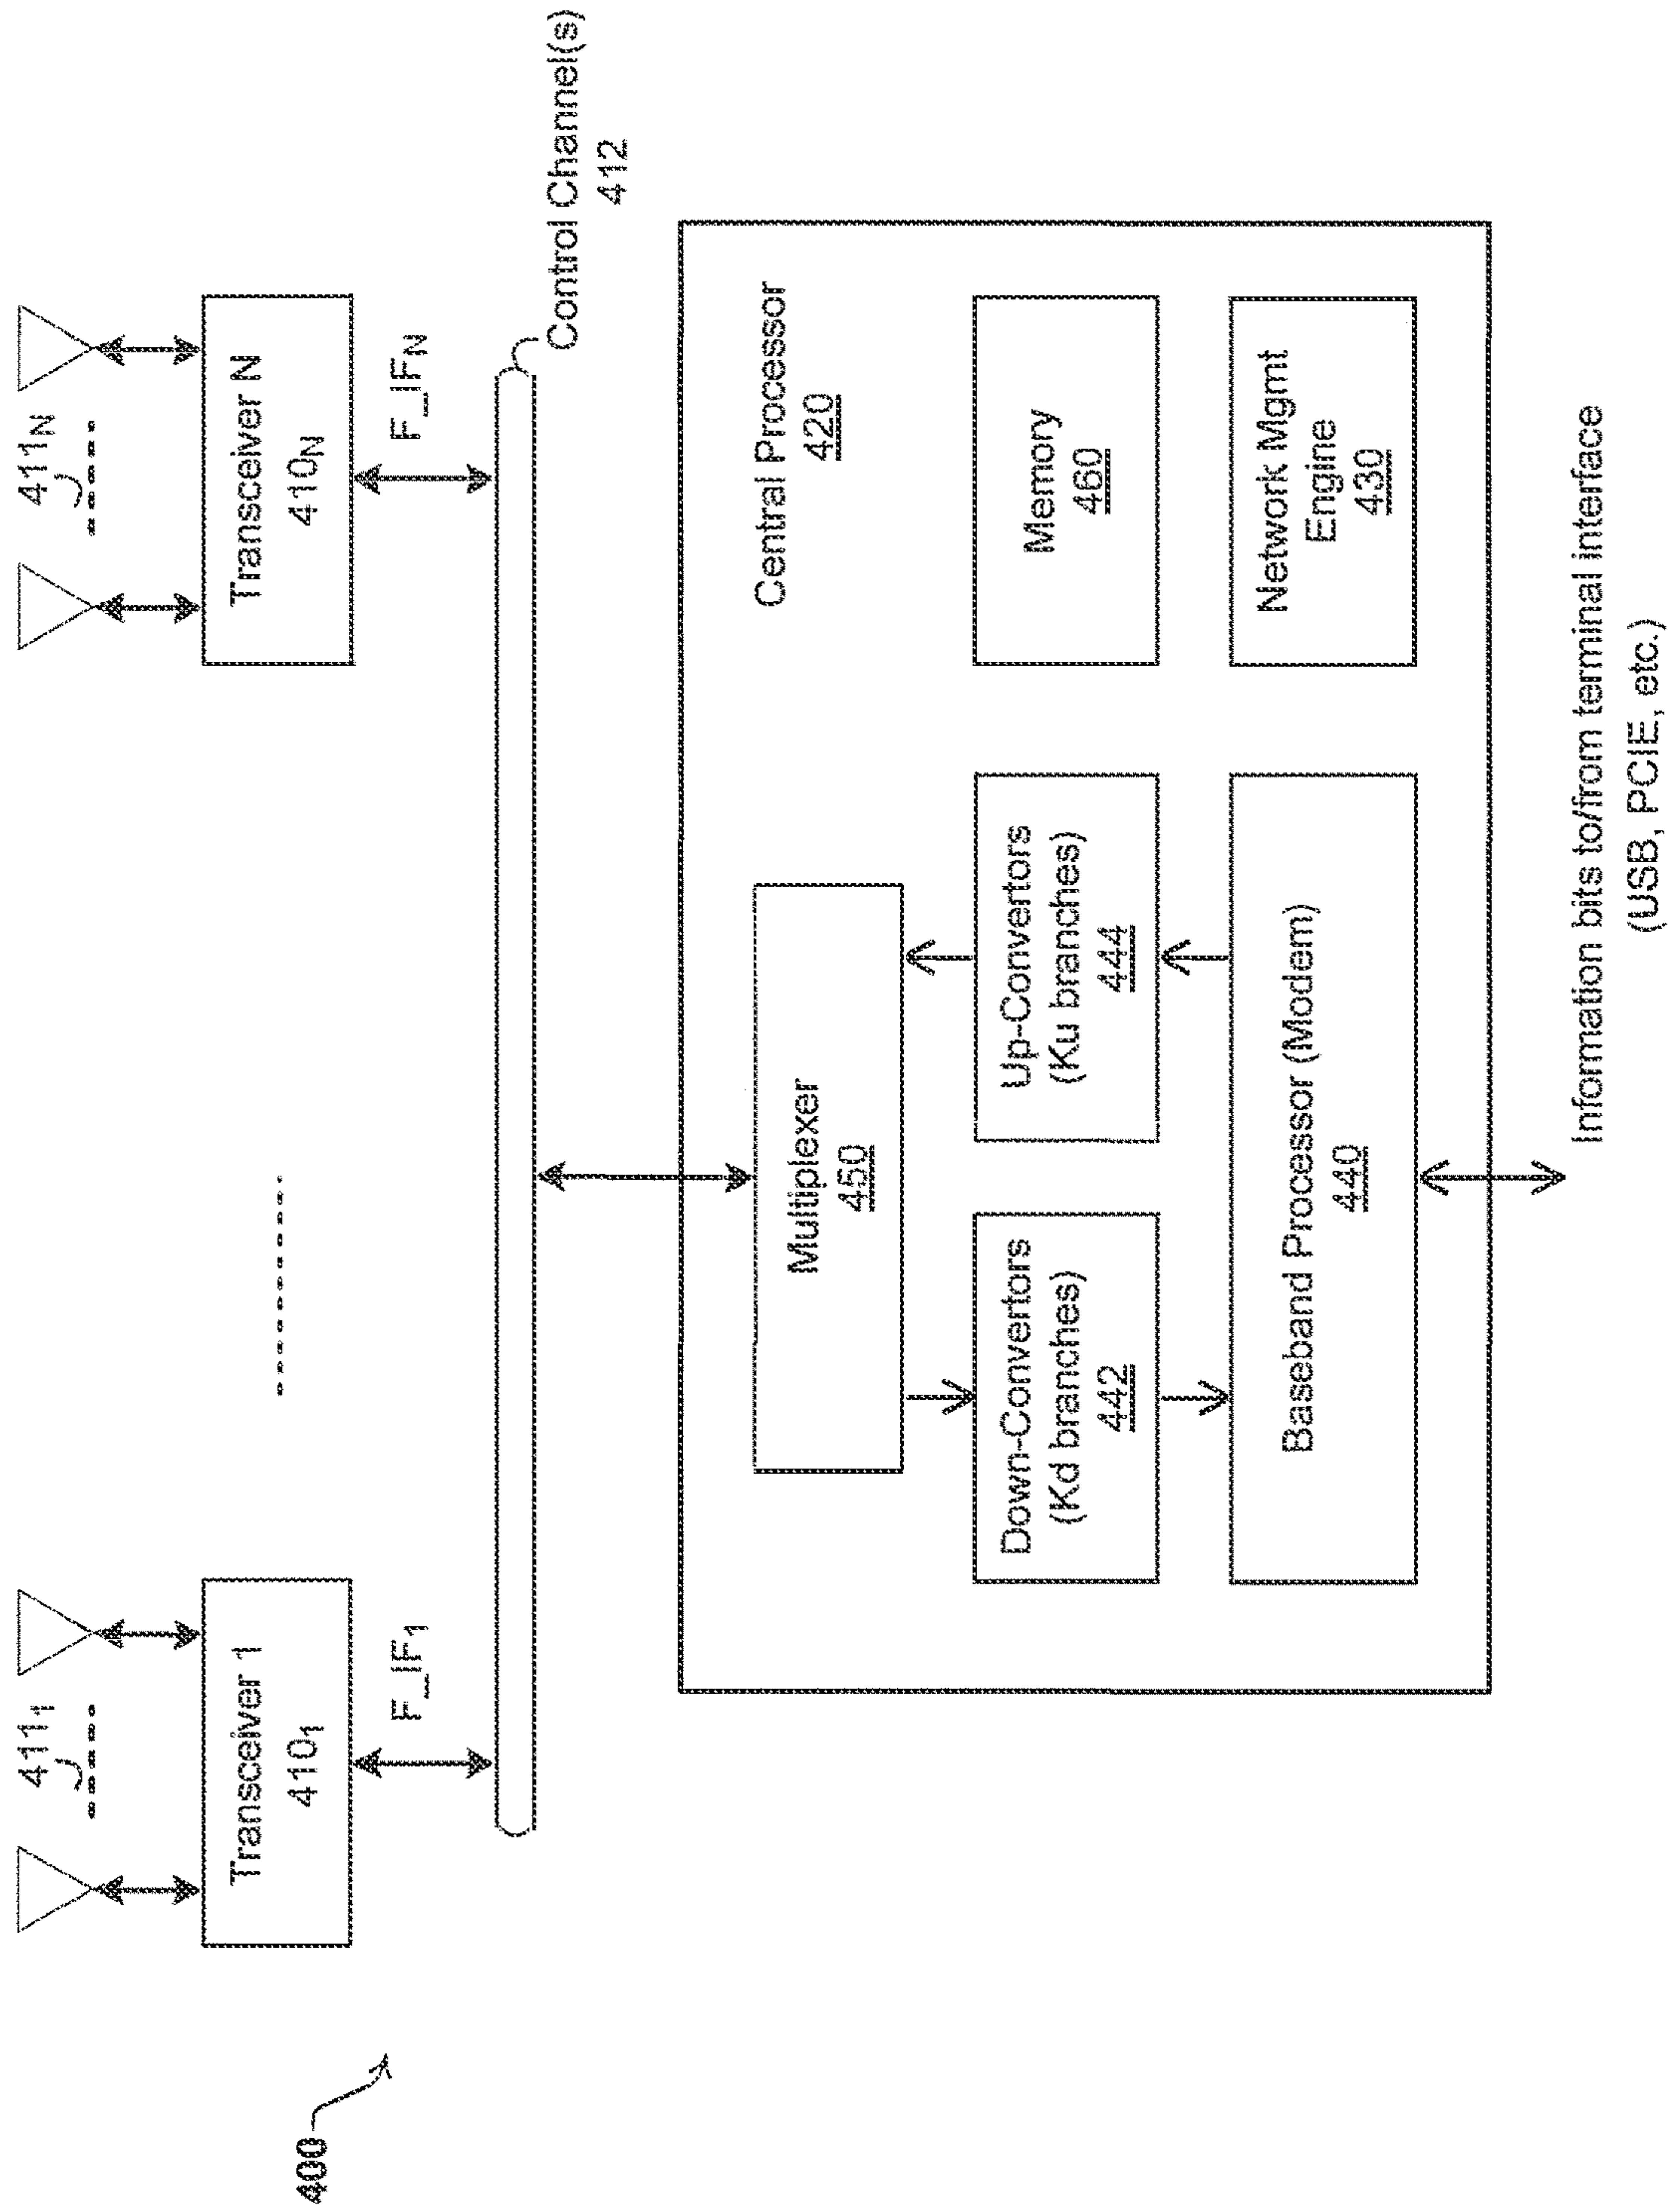 411₁
411N
Transceiver 1
410₁
Transceiver N
410N
F_IF₁
F_IFN
Control Channel(s)
412
400
Central Processor
420
Multiplexer
450
Down-Convertors
(Kd branches)
442
Up-Convertors
(Ku branches)
444
Memory
460
Baseband Processor (Modem)
440
Network Mgmt
Engine
430
Information bits to/from terminal interface
(USB, PCIE, etc.)